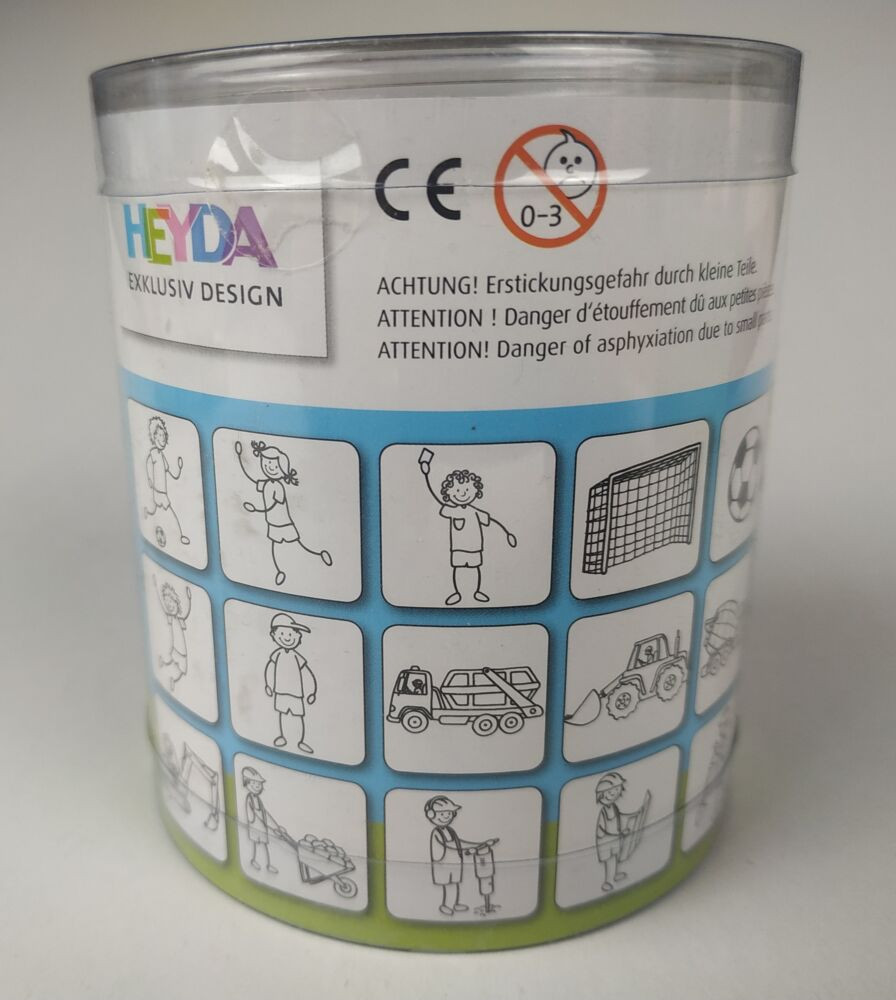 CE
0-3
HEYDA
EXKLUSIV DESIGN
ACHTUNG! Erstickungsgefahr durch kleine Teile.
ATTENTION ! Danger d'étouffement dû aux petites pièces.
ATTENTION! Danger of asphyxiation due to small